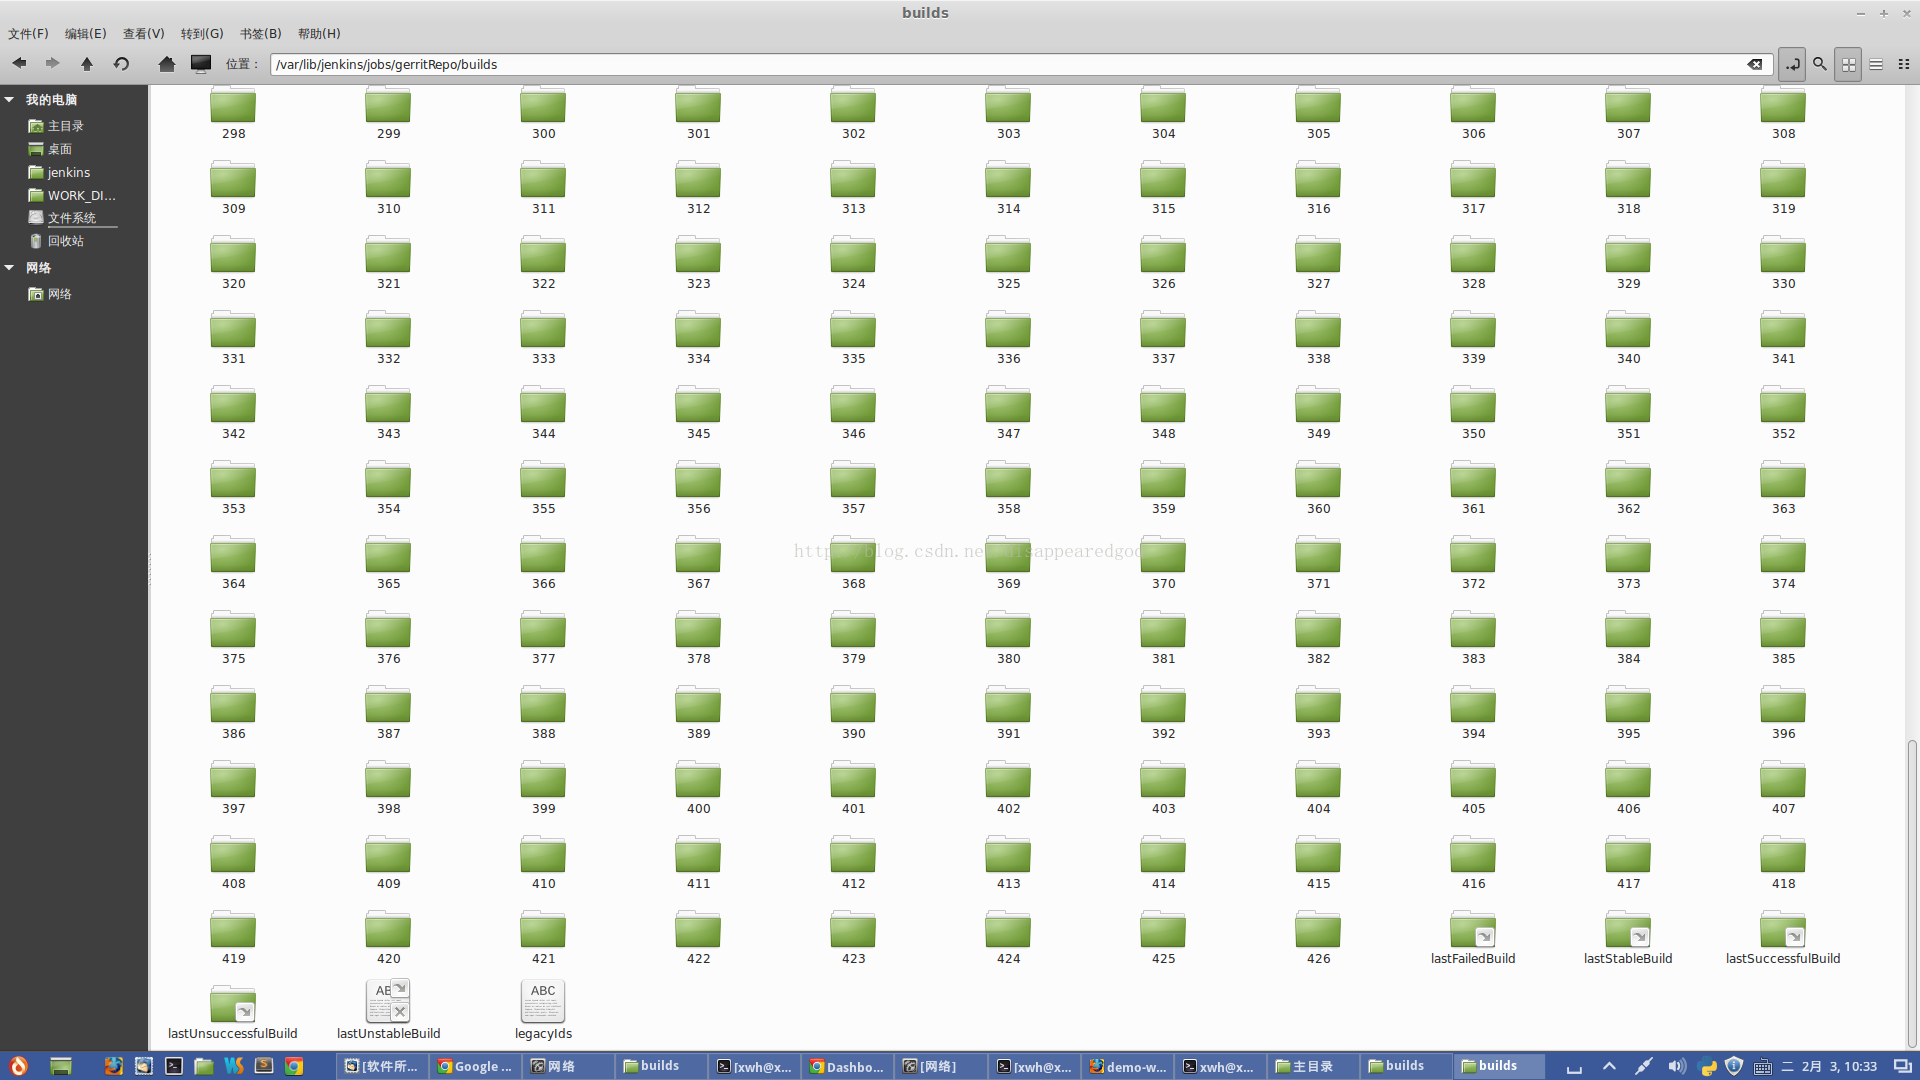 builds
文件(F) 编辑(E) 查看(V) 转到(G) 书签(B) 帮助(H)
位置： /var/lib/jenkins/jobs/gerritRepo/builds
我的电脑
主目录
桌面
jenkins
WORK_DI...
文件系统
回收站
网络
网络
298 299 300 301 302 303 304 305 306 307 308
309 310 311 312 313 314 315 316 317 318 319
320 321 322 323 324 325 326 327 328 329 330
331 332 333 334 335 336 337 338 339 340 341
342 343 344 345 346 347 348 349 350 351 352
353 354 355 356 357 358 359 360 361 362 363
http://blog.csdn.net/disappearedgod
364 365 366 367 368 369 370 371 372 373 374
375 376 377 378 379 380 381 382 383 384 385
386 387 388 389 390 391 392 393 394 395 396
397 398 399 400 401 402 403 404 405 406 407
408 409 410 411 412 413 414 415 416 417 418
419 420 421 422 423 424 425 426 lastFailedBuild lastStableBuild lastSuccessfulBuild
ABC
lastUnsuccessfulBuild lastUnstableBuild legacyIds
[软件所... Google ... 网络 builds [xwh@x... Dashbo... [网络] [xwh@x... demo-w... xwh@x... 主目录 builds builds 二 2月 3, 10:33